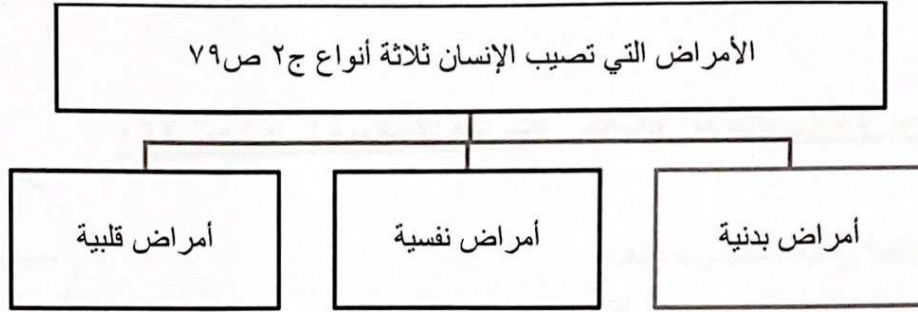 الأمراض التي تصيب الإنسان ثلاثة أنواع ج٢ ص٧٩
أمراض بدنية
أمراض نفسية
أمراض قلبية